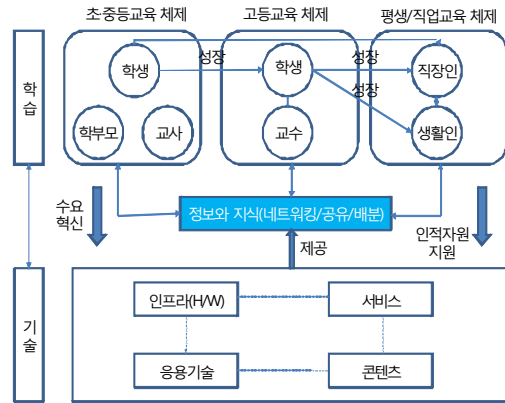 초·중등교육 체제
고등교육 체제
평생/직업교육 체제
학습
학생
성장
학생
성장
직장인
성장
학부모
교사
교수
생활인
정보와 지식(네트워킹/공유/배분)
수요
혁신
제공
인적자원
지원
기술
인프라(H/W)
서비스
응용기술
콘텐츠